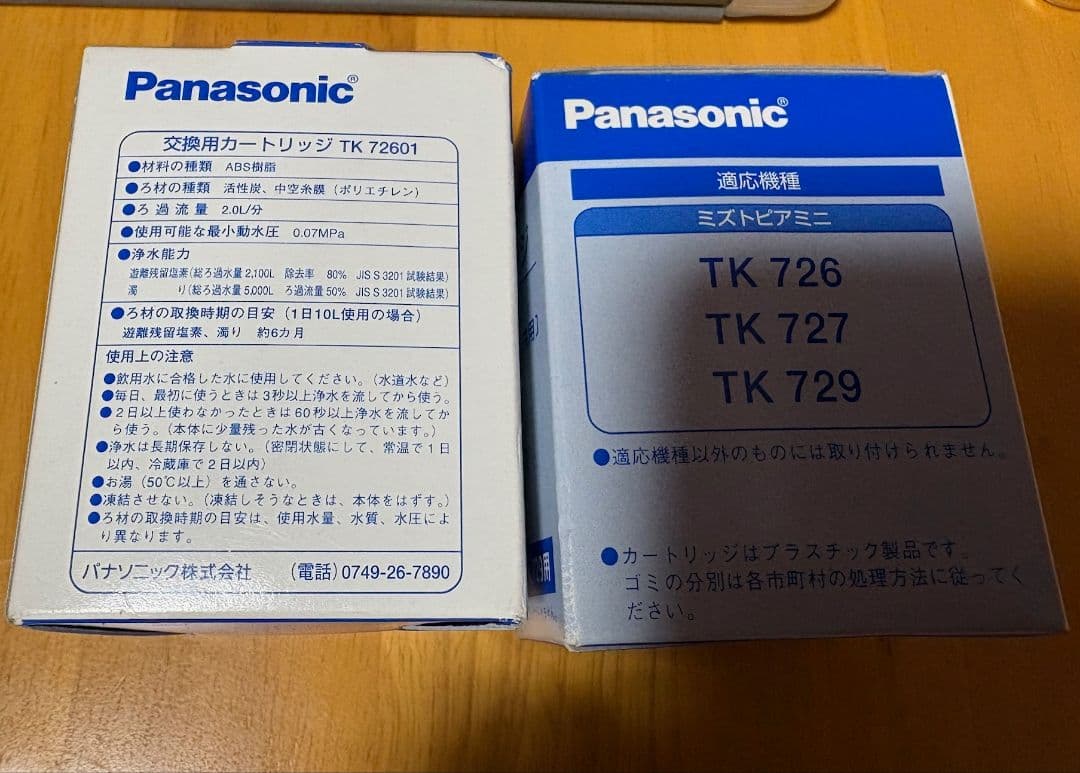 Panasonic®
交換用カートリッジ TK 72601
●材料の種類 ABS樹脂
●ろ材の種類 活性炭、中空糸膜（ポリエチレン）
●ろ過流量 2.0L/分
●使用可能な最小動水圧 0.07MPa
●浄水能力
遊離残留塩素（総ろ過水量 2,100L 除去率 80% JIS S 3201 試験結果）
濁り（総ろ過水量 5,000L ろ過流量 50% JIS S 3201 試験結果）
●ろ材の取換時期の目安（1日10L使用の場合）
遊離残留塩素、濁り 約6カ月
使用上の注意
●飲用水に合格した水に使用してください。（水道水など）
●毎日、最初に使うときは3秒以上浄水を流してから使う。
●2日以上使わなかったときは60秒以上浄水を流してか
ら使う。（本体に少量残った水が古くなっています。）
●浄水は長期保存しない。（密閉状態にして、常温で1日
以内、冷蔵庫で2日以内）
●お湯（50℃以上）を通さない。
●凍結させない。（凍結しそうなときは、本体をはずす。）
●ろ材の取換時期の目安は、使用水量、水質、水圧によ
り異なります。
パナソニック株式会社 （電話）0749-26-7890
Panasonic®
適応機種
ミズトピアミニ
TK 726
TK 727
TK 729
●適応機種以外のものには取り付けられません。
●カートリッジはプラスチック製品です。
ゴミの分別は各市町村の処理方法に従ってく
ださい。